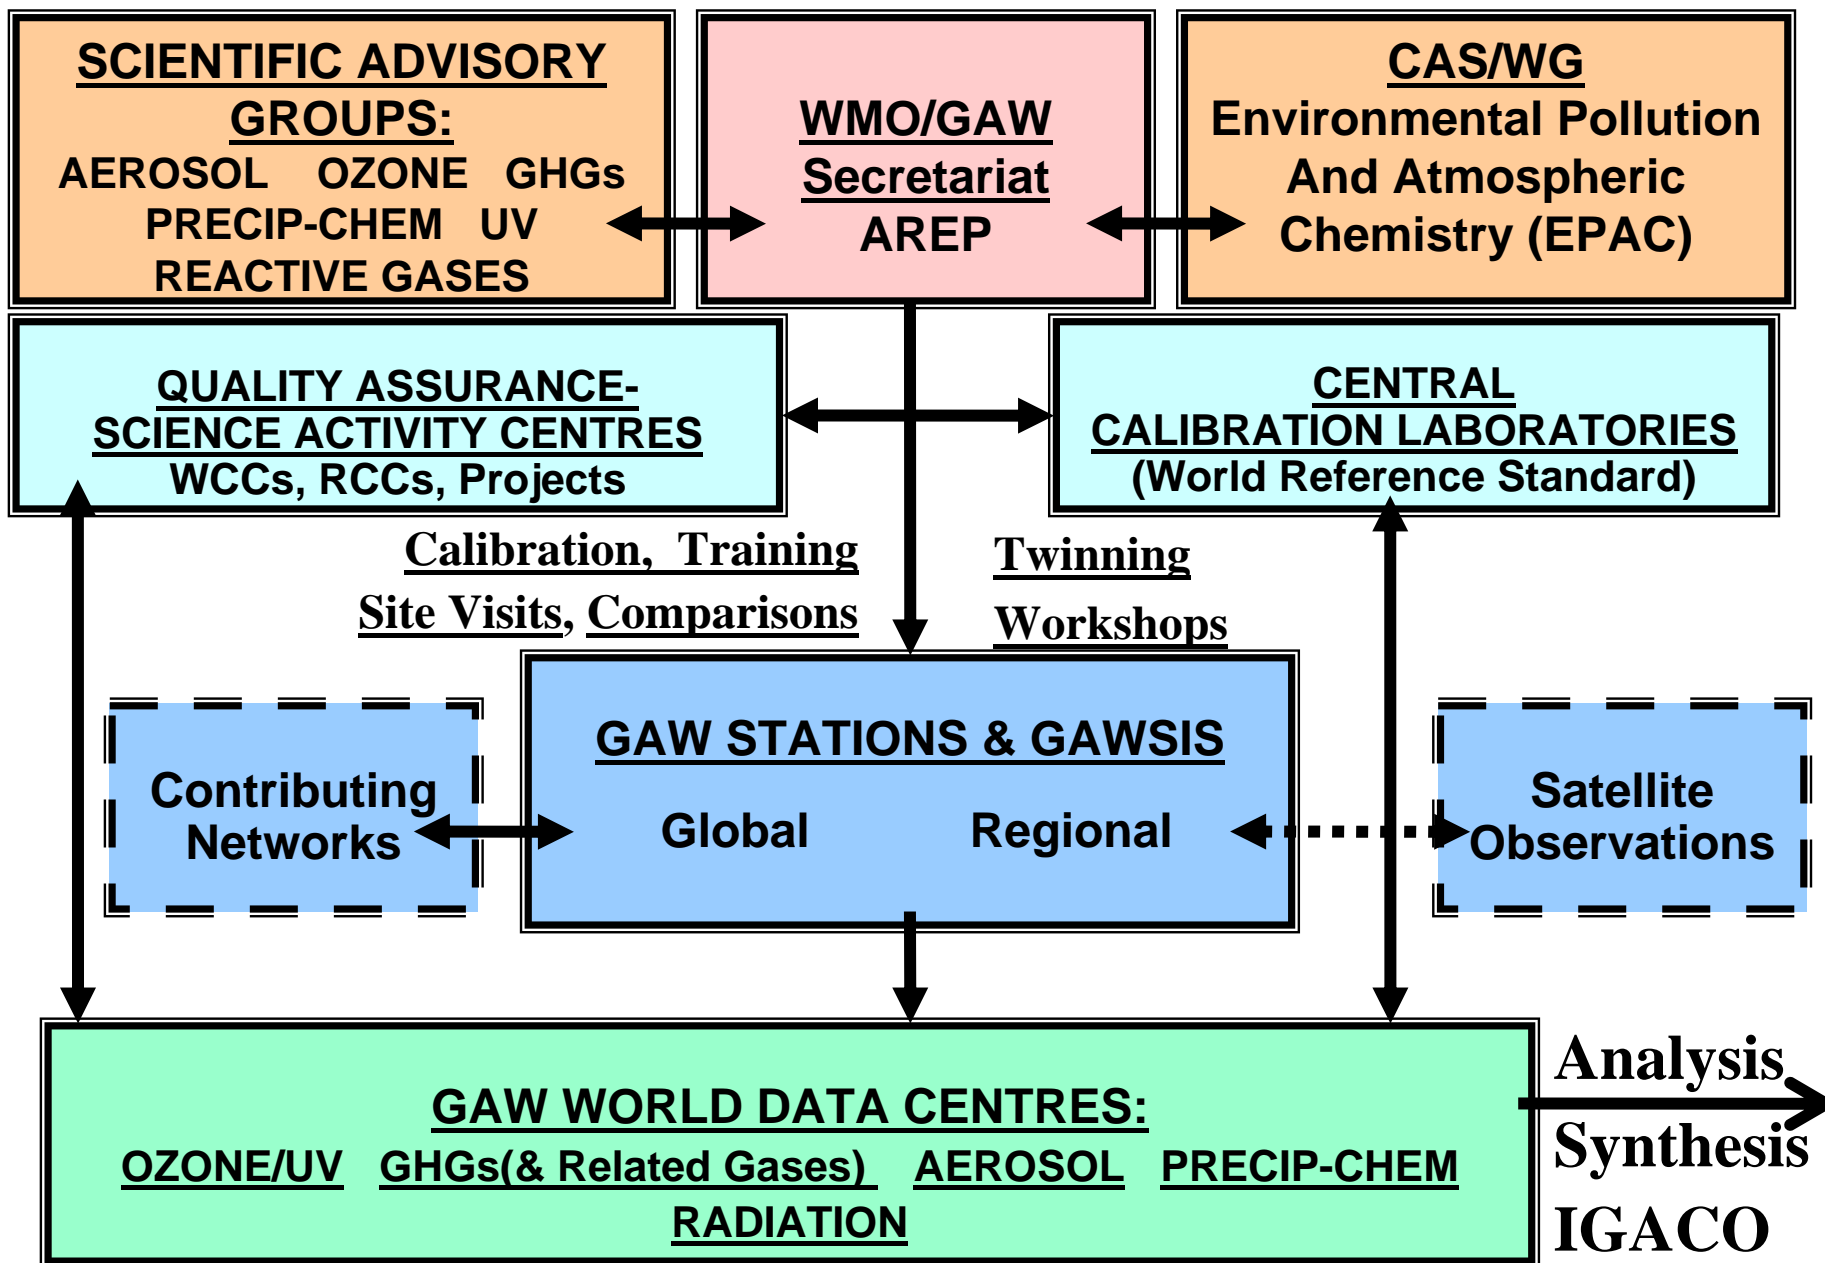 SCIENTIFIC ADVISORY
GROUPS:
AEROSOL OZONE GHGs
PRECIP-CHEM UV
REACTIVE GASES
WMO/GAW
Secretariat
AREP
CAS/WG
Environmental Pollution
And Atmospheric
Chemistry (EPAC)
QUALITY ASSURANCE-
SCIENCE ACTIVITY CENTRES
WCCs, RCCs, Projects
CENTRAL
CALIBRATION LABORATORIES
(World Reference Standard)
Calibration, Training
Site Visits, Comparisons
Twinning
Workshops
Contributing
Networks
GAW STATIONS & GAWSIS
Global Regional
Satellite
Observations
GAW WORLD DATA CENTRES:
OZONE/UV GHGs(& Related Gases) AEROSOL PRECIP-CHEM
RADIATION
Analysis
Synthesis
IGACO